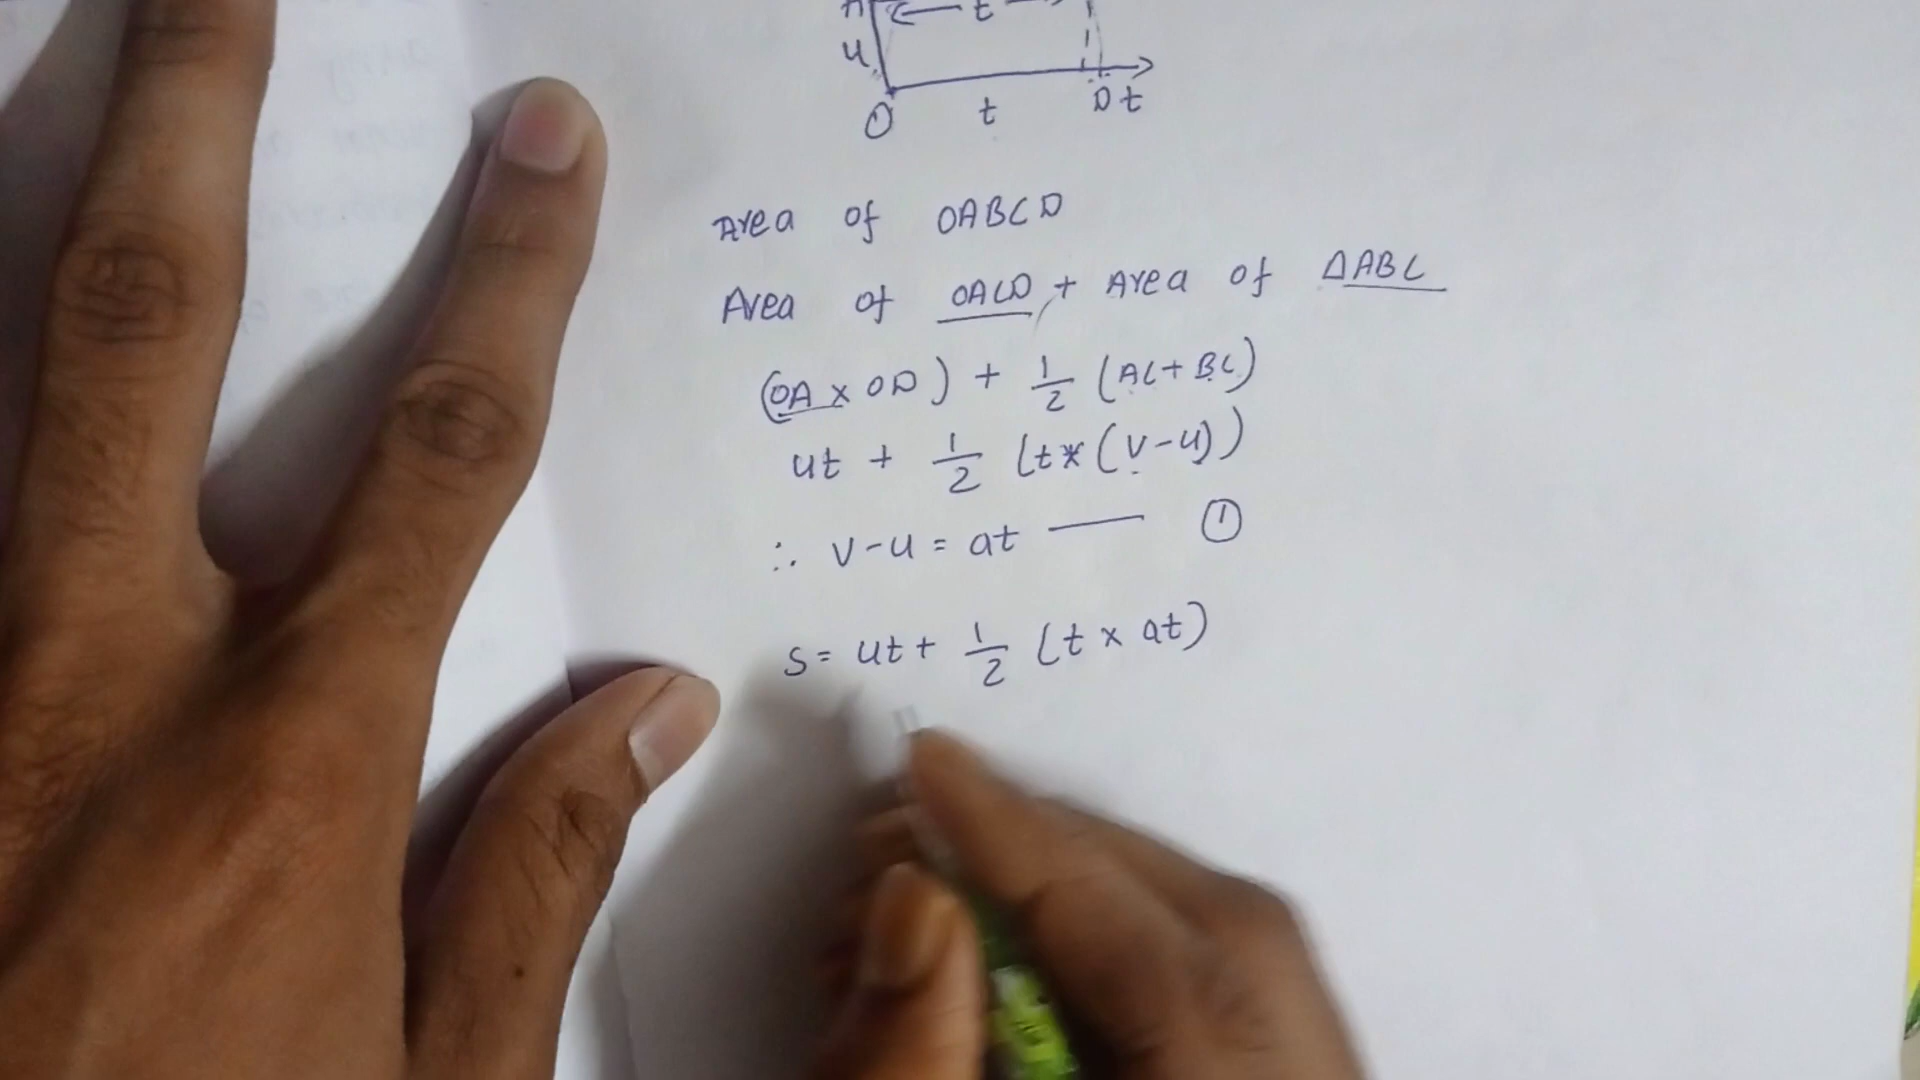 A t
u
O t D t
Area of OABCD
Area of OACD + Area of ΔABC
(OA x OD) + 1/2 (AC+BC)
ut + 1/2 (t x (v-u))
∴ v-u = at —— ①
s = ut + 1/2 (t x at)